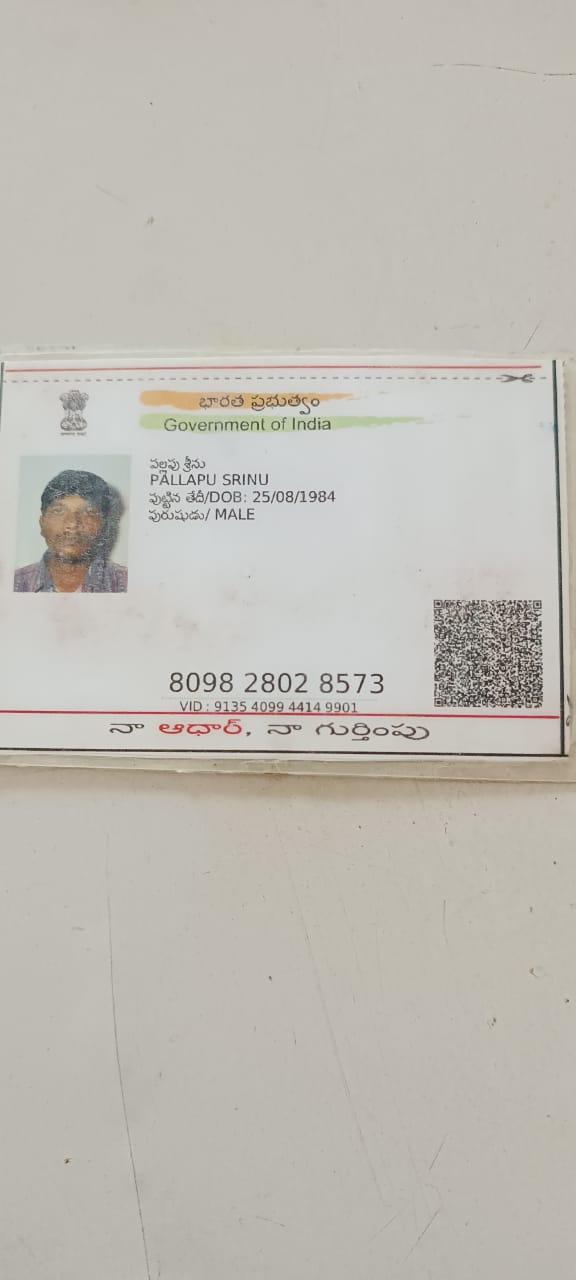 భారత ప్రభుత్వం
Government of India
పల్లపు శ్రీను
PALLAPU SRINU
పుట్టిన తేదీ/DOB: 25/08/1984
పురుషుడు/ MALE
8098 2802 8573
VID : 9135 4099 4414 9901
నా ఆధార్, నా గుర్తింపు